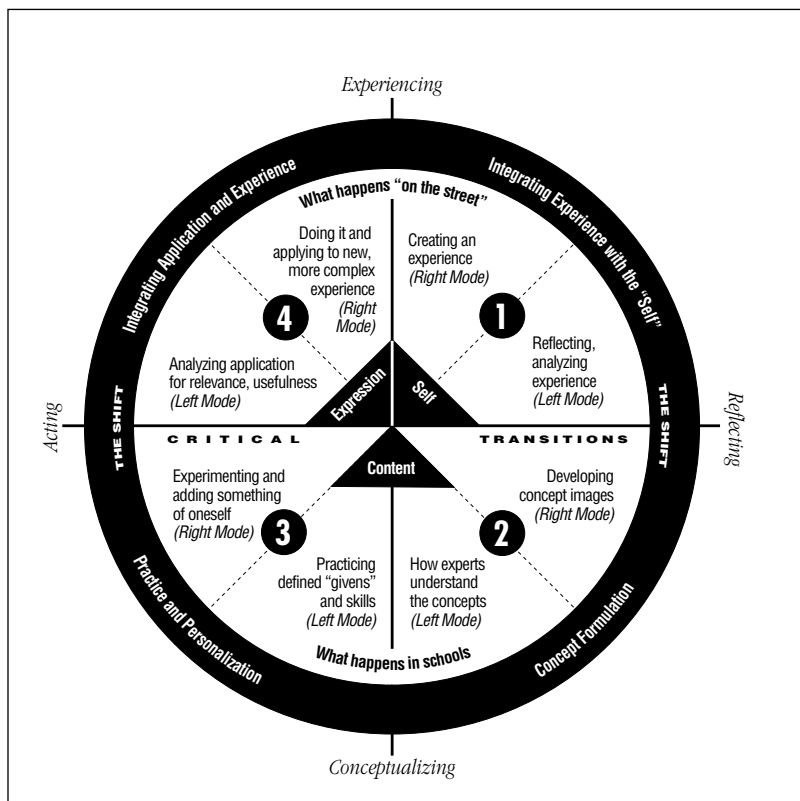 Experiencing
Integrating Application and Experience
Integrating Experience with the "Self"
What happens "on the street"
Doing it and
applying to new,
more complex
experience
(Right
Mode)
Creating an
experience
(Right Mode)
4
1
Analyzing application
for relevance, usefulness
(Left Mode)
Reflecting,
analyzing
experience
(Left Mode)
Expression
Self
Acting
THE SHIFT
THE SHIFT
Reflecting
CRITICAL
TRANSITIONS
Content
Experimenting and
adding something
of oneself
(Right Mode)
Developing
concept images
(Right Mode)
3
2
Practicing
defined "givens"
and skills
(Left Mode)
How experts
understand
the concepts
(Left Mode)
What happens in schools
Practice and Personalization
Concept Formulation
Conceptualizing